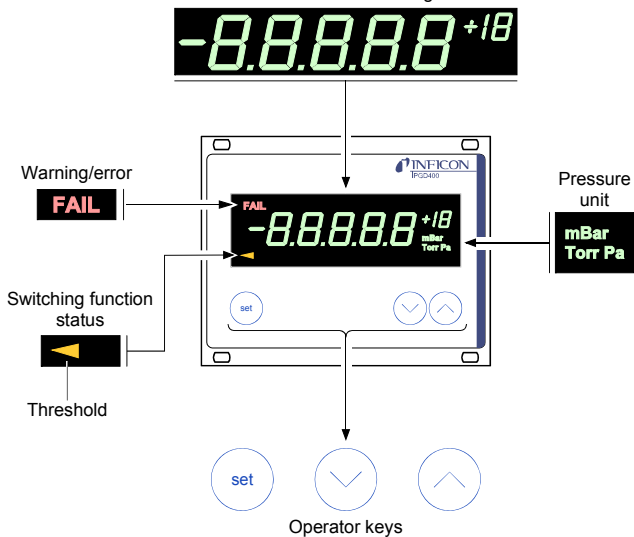 -8.8.8.8.8 +18
Warning/error
FAIL
INFICON
PGD400
FAIL
-8.8.8.8.8 +18
mBar
Torr Pa
Pressure
unit
mBar
Torr Pa
Switching function
status
Threshold
set
set
Operator keys